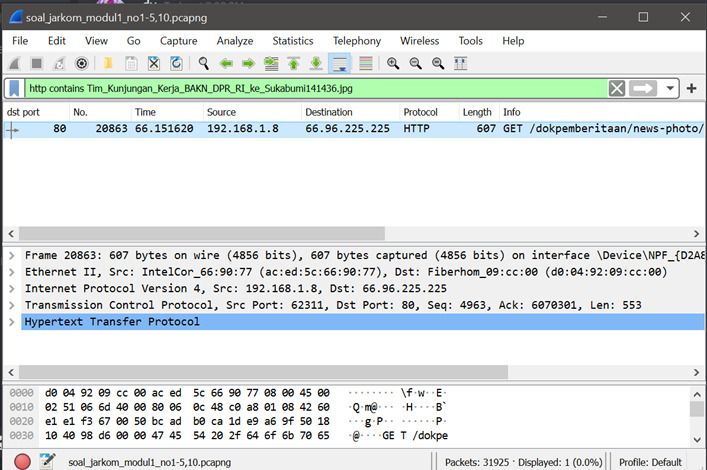 soal_jarkom_modul1_no1-5,10.pcapng
File Edit View Go Capture Analyze Statistics Telephony Wireless Tools Help
http contains Tim_Kunjungan_Kerja_BAKN_DPR_RI_ke_Sukabumi141436.jpg
dst port No. Time Source Destination Protocol Length Info
80 20863 66.151620 192.168.1.8 66.96.225.225 HTTP 607 GET /dokpemberitaan/news-photo/
Frame 20863: 607 bytes on wire (4856 bits), 607 bytes captured (4856 bits) on interface \Device\NPF_{D2A8
Ethernet II, Src: IntelCor_66:90:77 (ac:ed:5c:66:90:77), Dst: Fiberhom_09:cc:00 (d0:04:92:09:cc:00)
Internet Protocol Version 4, Src: 192.168.1.8, Dst: 66.96.225.225
Transmission Control Protocol, Src Port: 62311, Dst Port: 80, Seq: 4963, Ack: 6070301, Len: 553
Hypertext Transfer Protocol
0000 d0 04 92 09 cc 00 ac ed 5c 66 90 77 08 00 45 00 ········ \f·w··E·
0010 02 51 06 6d 40 00 80 06 0c 48 c0 a8 01 08 42 60 ·Q·m@··· ·H····B`
0020 e1 e1 f3 67 00 50 bc ad b0 ca 1d e9 a6 9f 50 18 ···g·P·· ······P·
0030 10 40 98 d6 00 00 47 45 54 20 2f 64 6f 6b 70 65 ·@····GE T /dokpe
soal_jarkom_modul1_no1-5,10.pcapng Packets: 31925 · Displayed: 1 (0.0%) Profile: Default